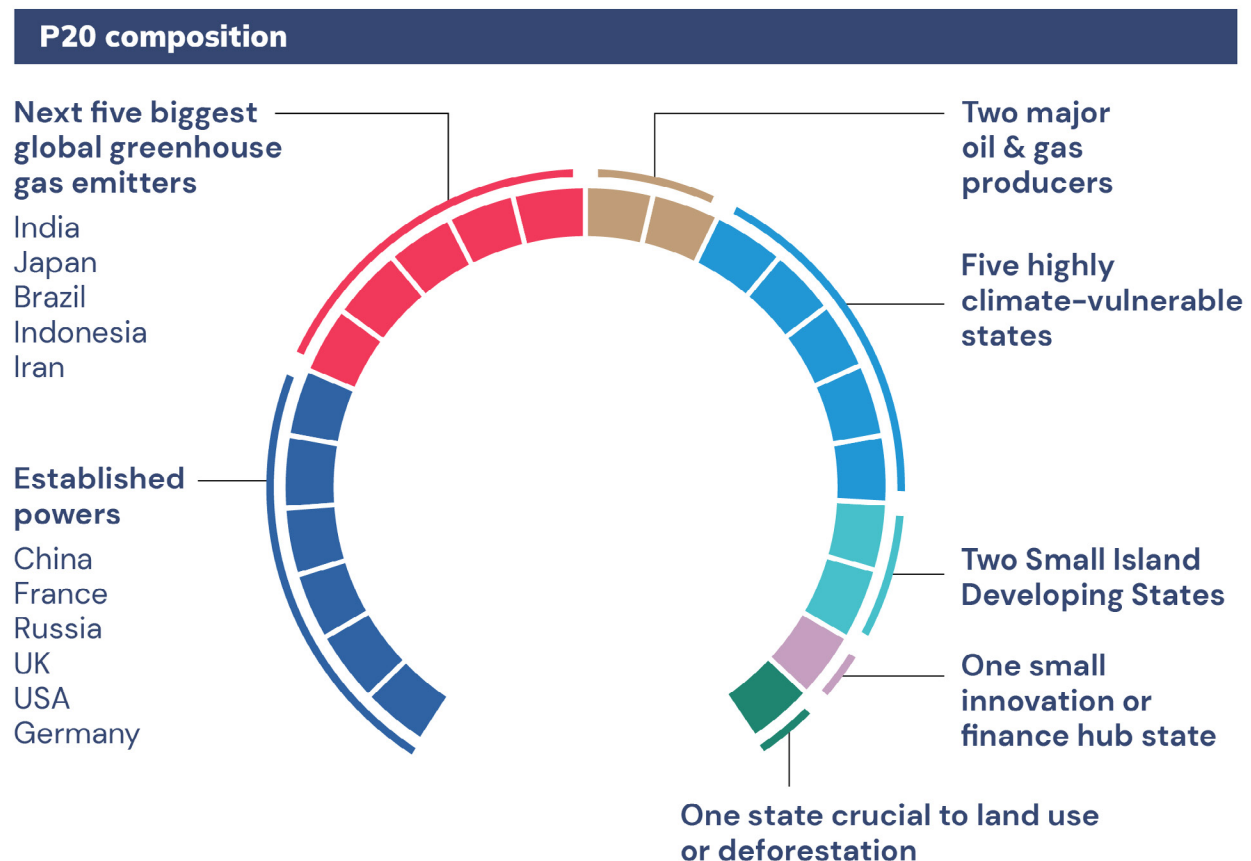 P20 composition
Next five biggest
global greenhouse
gas emitters
India
Japan
Brazil
Indonesia
Iran
Established
powers
China
France
Russia
UK
USA
Germany
Two major
oil & gas
producers
Five highly
climate-vulnerable
states
Two Small Island
Developing States
One small
innovation or
finance hub state
One state crucial to land use
or deforestation